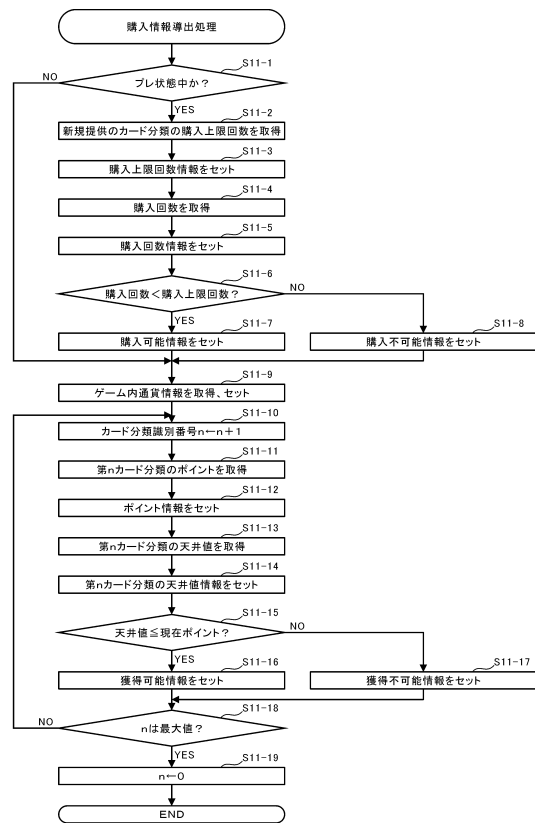 購入情報導出処理
S11-1
NO
プレ状態中か？
YES
S11-2
新規提供のカード分類の購入上限回数を取得
S11-3
購入上限回数情報をセット
S11-4
購入回数を取得
S11-5
購入回数情報をセット
S11-6
購入回数＜購入上限回数？
NO
YES
S11-7
S11-8
購入可能情報をセット
購入不可能情報をセット
S11-9
ゲーム内通貨情報を取得、セット
S11-10
カード分類識別番号n←n＋1
S11-11
第nカード分類のポイントを取得
S11-12
ポイント情報をセット
S11-13
第nカード分類の天井値を取得
S11-14
第nカード分類の天井値情報をセット
S11-15
天井値≦現在ポイント？
NO
YES
S11-16
S11-17
獲得可能情報をセット
獲得不可能情報をセット
S11-18
NO
nは最大値？
YES
S11-19
n←0
END